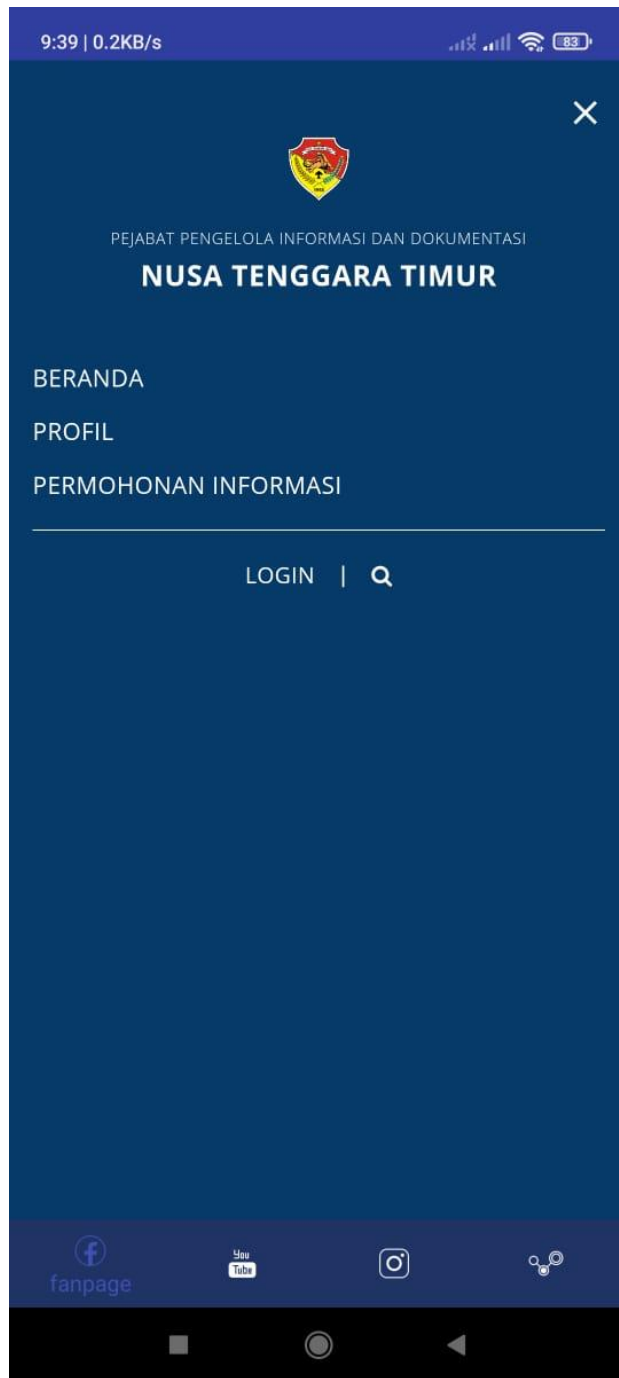 9:39 | 0.2KB/s
83
PEJABAT PENGELOLA INFORMASI DAN DOKUMENTASI
NUSA TENGGARA TIMUR
BERANDA
PROFIL
PERMOHONAN INFORMASI
LOGIN |
You
Tube
fanpage